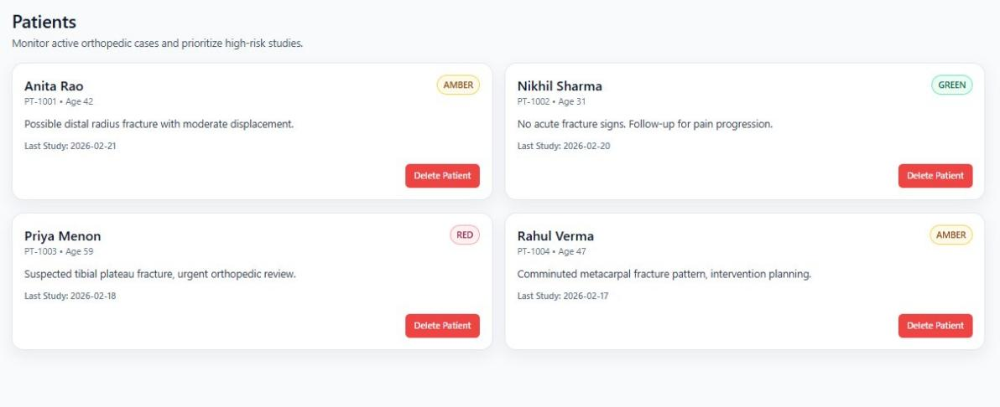 Patients
Monitor active orthopedic cases and prioritize high-risk studies.
Anita Rao
AMBER
PT-1001 • Age 42
Possible distal radius fracture with moderate displacement.
Last Study: 2026-02-21
Delete Patient
Nikhil Sharma
GREEN
PT-1002 • Age 31
No acute fracture signs. Follow-up for pain progression.
Last Study: 2026-02-20
Delete Patient
Priya Menon
RED
PT-1003 • Age 59
Suspected tibial plateau fracture, urgent orthopedic review.
Last Study: 2026-02-18
Delete Patient
Rahul Verma
AMBER
PT-1004 • Age 47
Comminuted metacarpal fracture pattern, intervention planning.
Last Study: 2026-02-17
Delete Patient